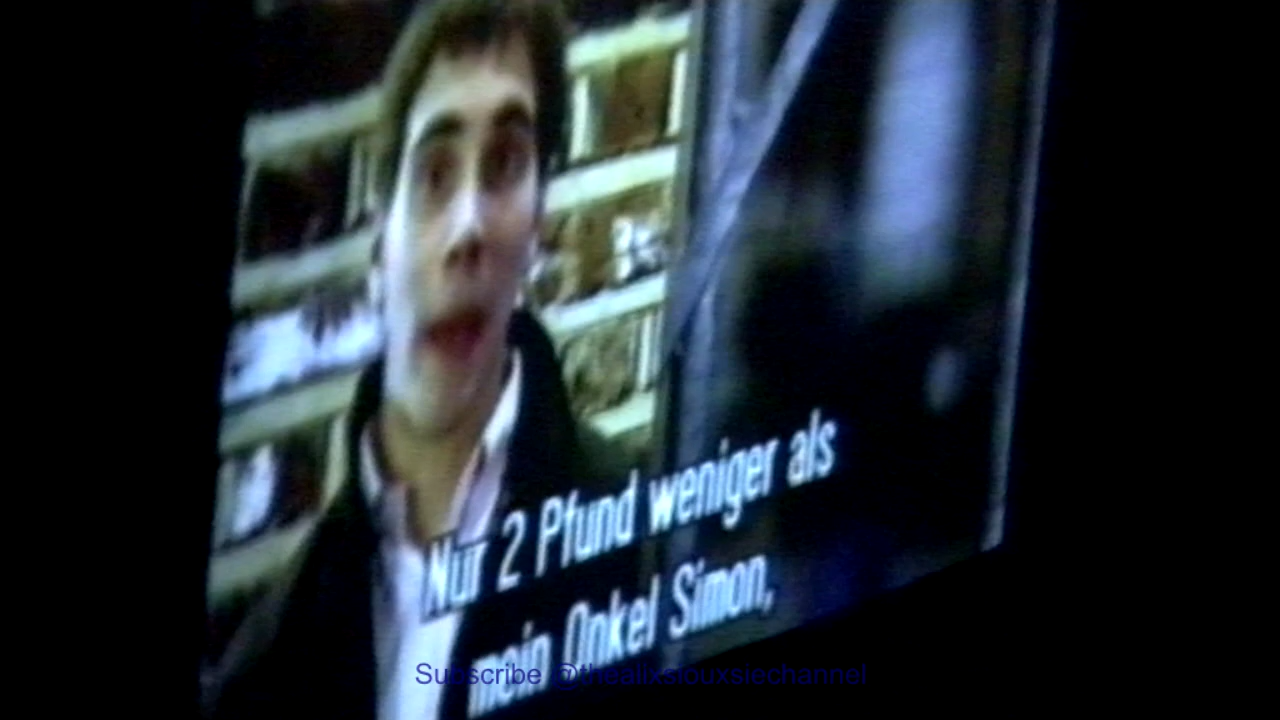 Nur 2 Pfund weniger als
mein Onkel Simon,
Subscribe @thealixsiouxsiechannel